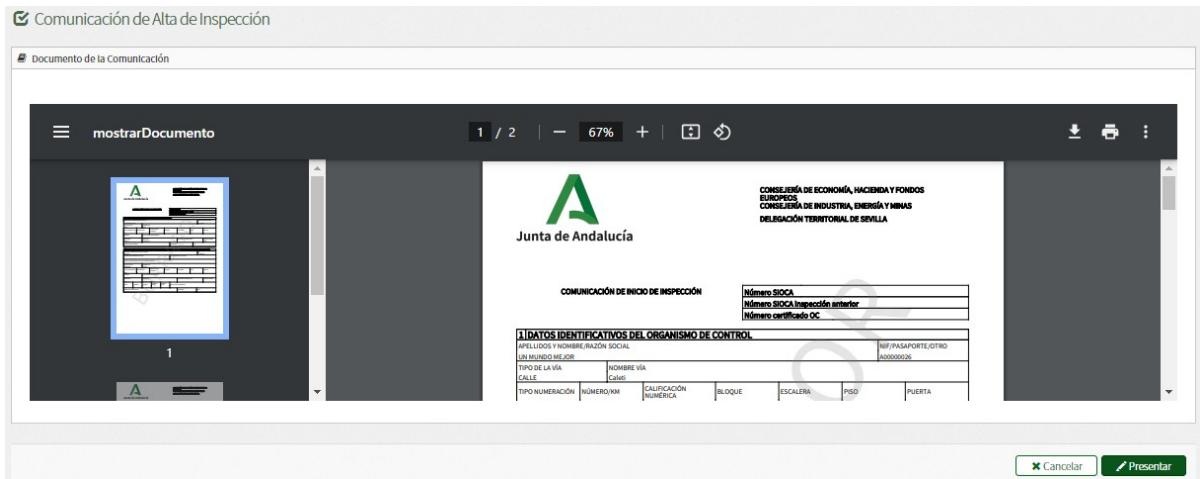 Comunicación de Alta de Inspección
Documento de la Comunicación
mostrarDocumento
1 / 2
67%
1
Junta de Andalucía
CONSEJERÍA DE ECONOMÍA, HACIENDA Y FONDOS
EUROPEOS
CONSEJERÍA DE INDUSTRIA, ENERGÍA Y MINAS
DELEGACIÓN TERRITORIAL DE SEVILLA
COMUNICACIÓN DE INICIO DE INSPECCIÓN
Número SIOCA
Número SIOCA Inspección anterior
Número certificado OC
1 DATOS IDENTIFICATIVOS DEL ORGANISMO DE CONTROL
APELLIDOS Y NOMBRE/RAZÓN SOCIAL NIF/PASAPORTE/OTRO
UN MUNDO MEJOR A00000026
TIPO DE LA VÍA NOMBRE VÍA
CALLE Caleti
TIPO NUMERACIÓN NÚMERO/KM CALIFICACIÓN NUMÉRICA BLOQUE ESCALERA PISO PUERTA
OR
Cancelar Presentar